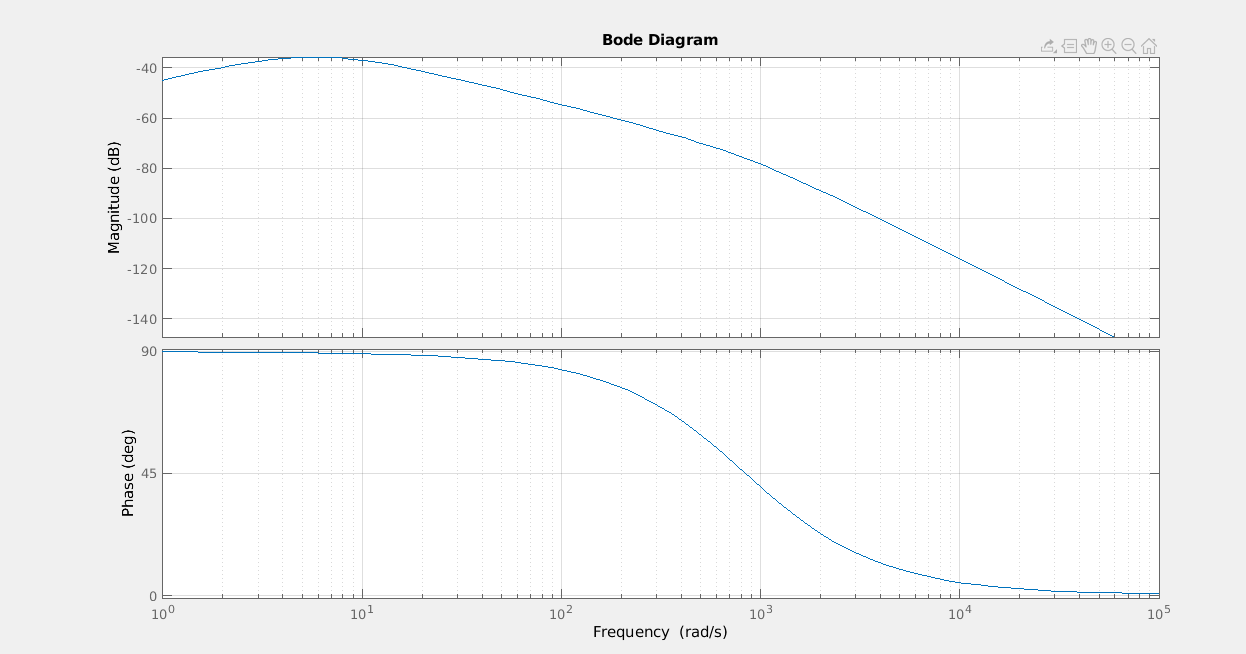 Bode Diagram
Magnitude (dB)
-40
-60
-80
-100
-120
-140
Phase (deg)
90
45
0
10^0 10^1 10^2 10^3 10^4 10^5
Frequency (rad/s)